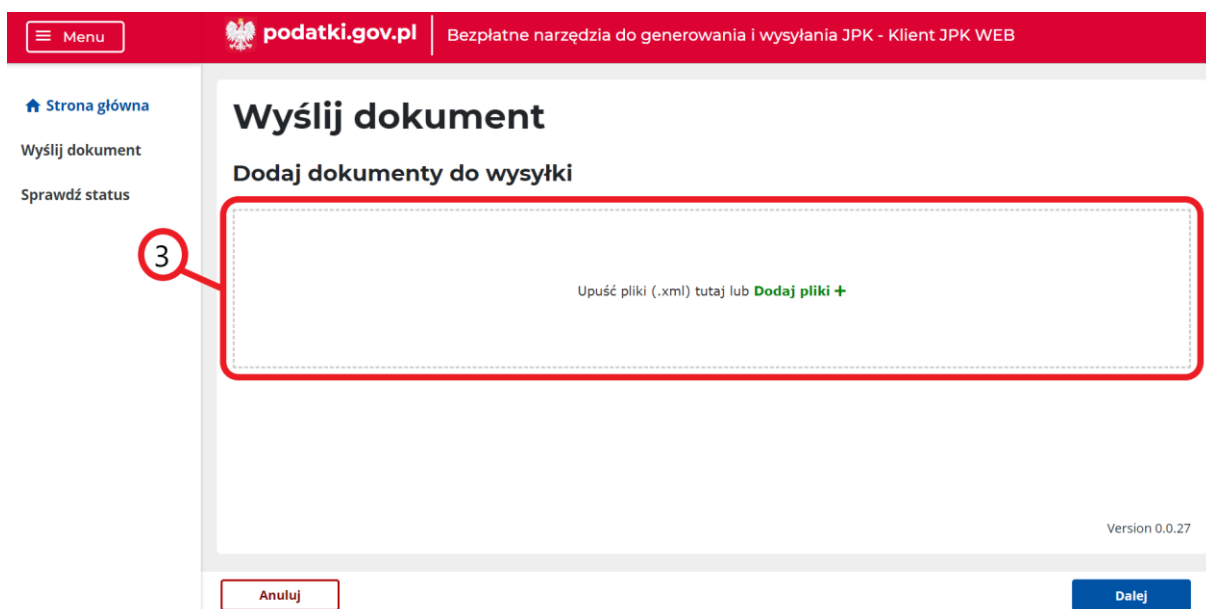 Menu
podatki.gov.pl
Bezpłatne narzędzia do generowania i wysyłania JPK - Klient JPK WEB
Strona główna
Wyślij dokument
Sprawdź status
Wyślij dokument
Dodaj dokumenty do wysyłki
3
Upuść pliki (.xml) tutaj lub Dodaj pliki +
Version 0.0.27
Anuluj
Dalej